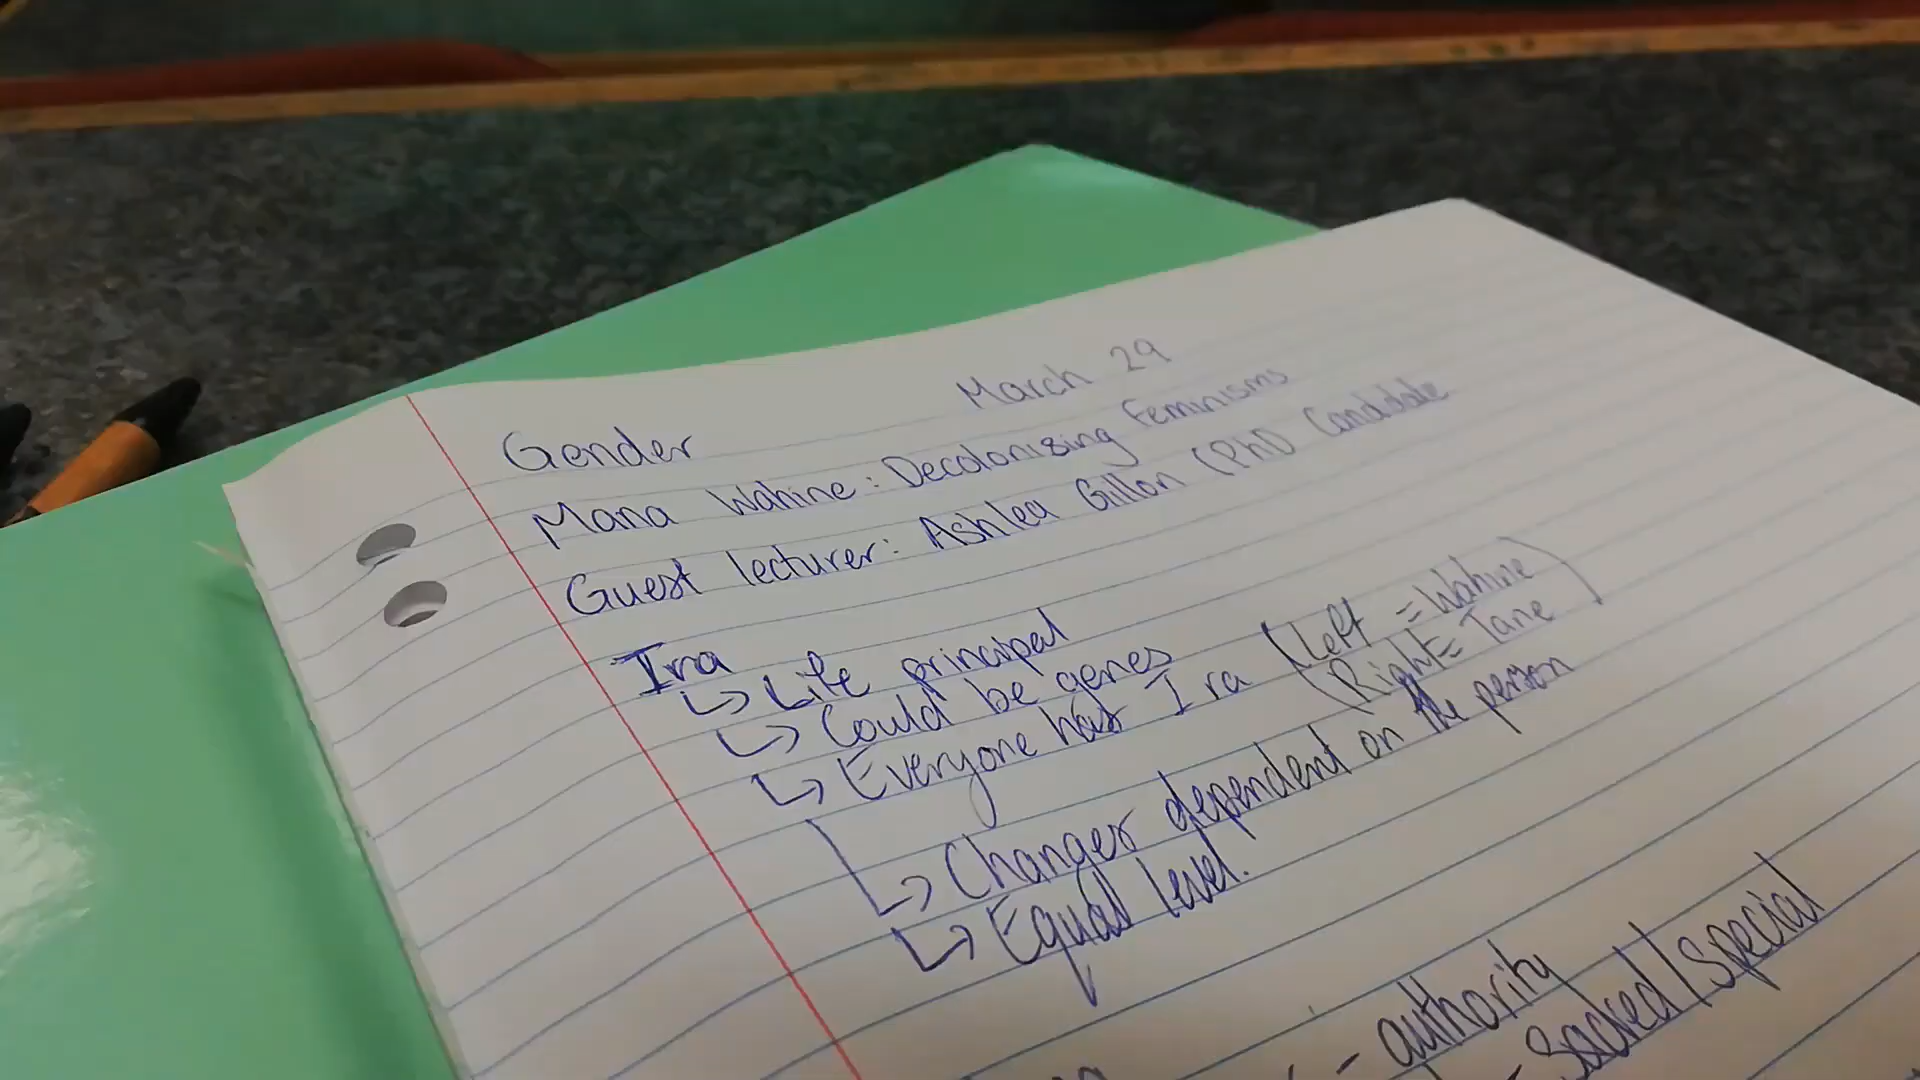 March 29
Gender
Mana Wahine: Decolonising Feminisms
Guest lecturer: Ashlea Gillon (PhD Candidate
Ira
↳ Life principal
↳ Could be genes
↳ Everyone has Ira (Left = Wahine
Right = Tane)
↳ Changes dependent on the person
↳ Equal level.
- authority
- Sacred/Special